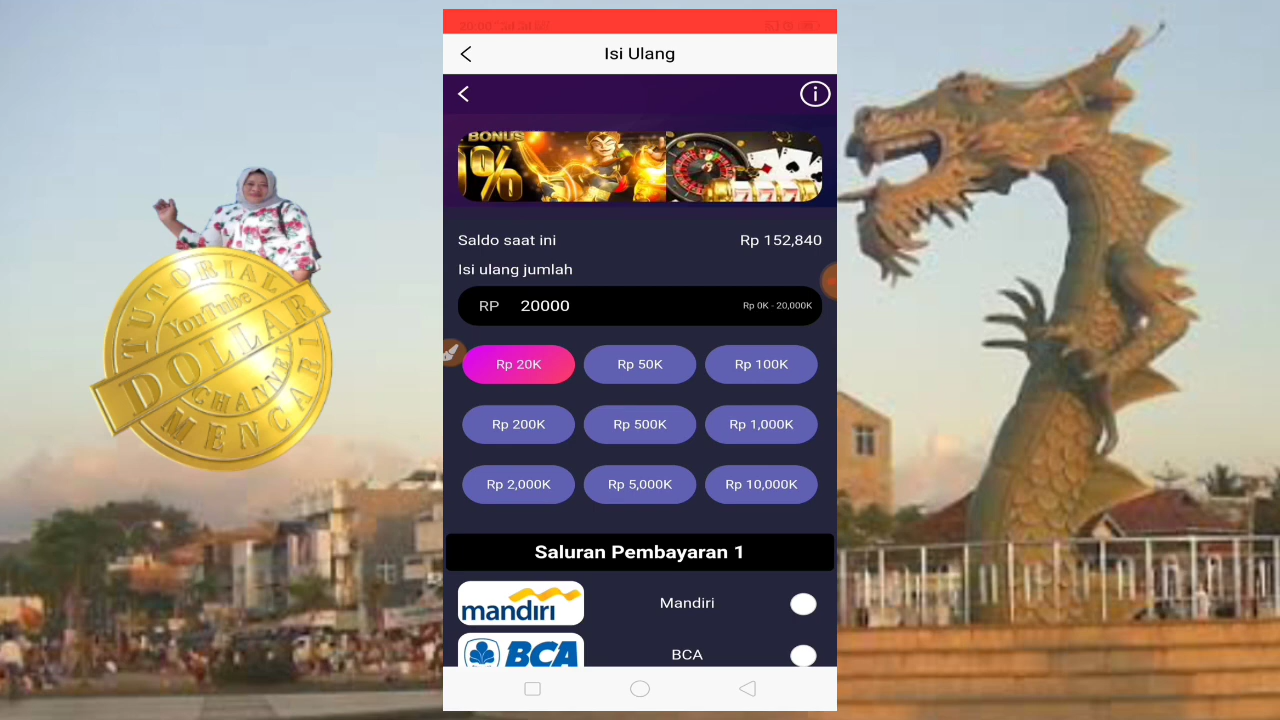 TUTORIAL
YouTube
DOLLAR
CHANNEL
MENCARI
Isi Ulang
BONUS
1%
Saldo saat ini
Rp 152,840
Isi ulang jumlah
RP 20000
Rp 0K - 20,000K
Rp 20K
Rp 50K
Rp 100K
Rp 200K
Rp 500K
Rp 1,000K
Rp 2,000K
Rp 5,000K
Rp 10,000K
Saluran Pembayaran 1
mandiri
Mandiri
BCA
BCA